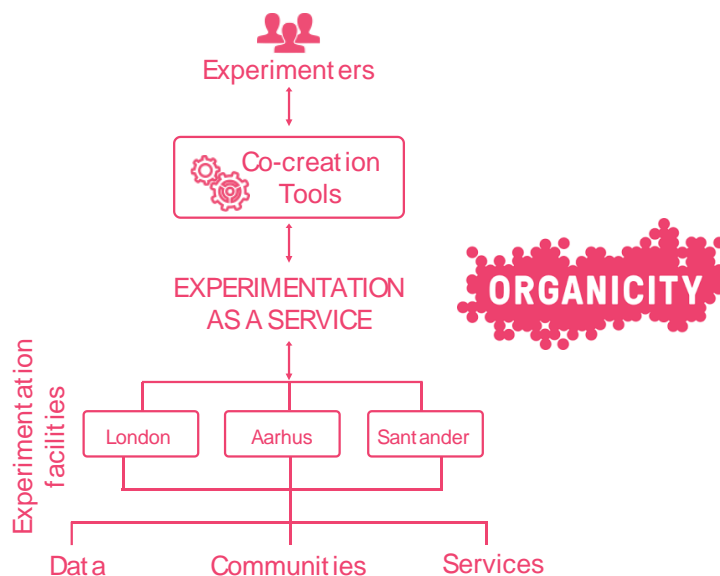 Experimenters
Co-creation
Tools
EXPERIMENTATION
AS A SERVICE
ORGANICITY
Experimentation
facilities
London
Aarhus
Santander
Data
Communities
Services